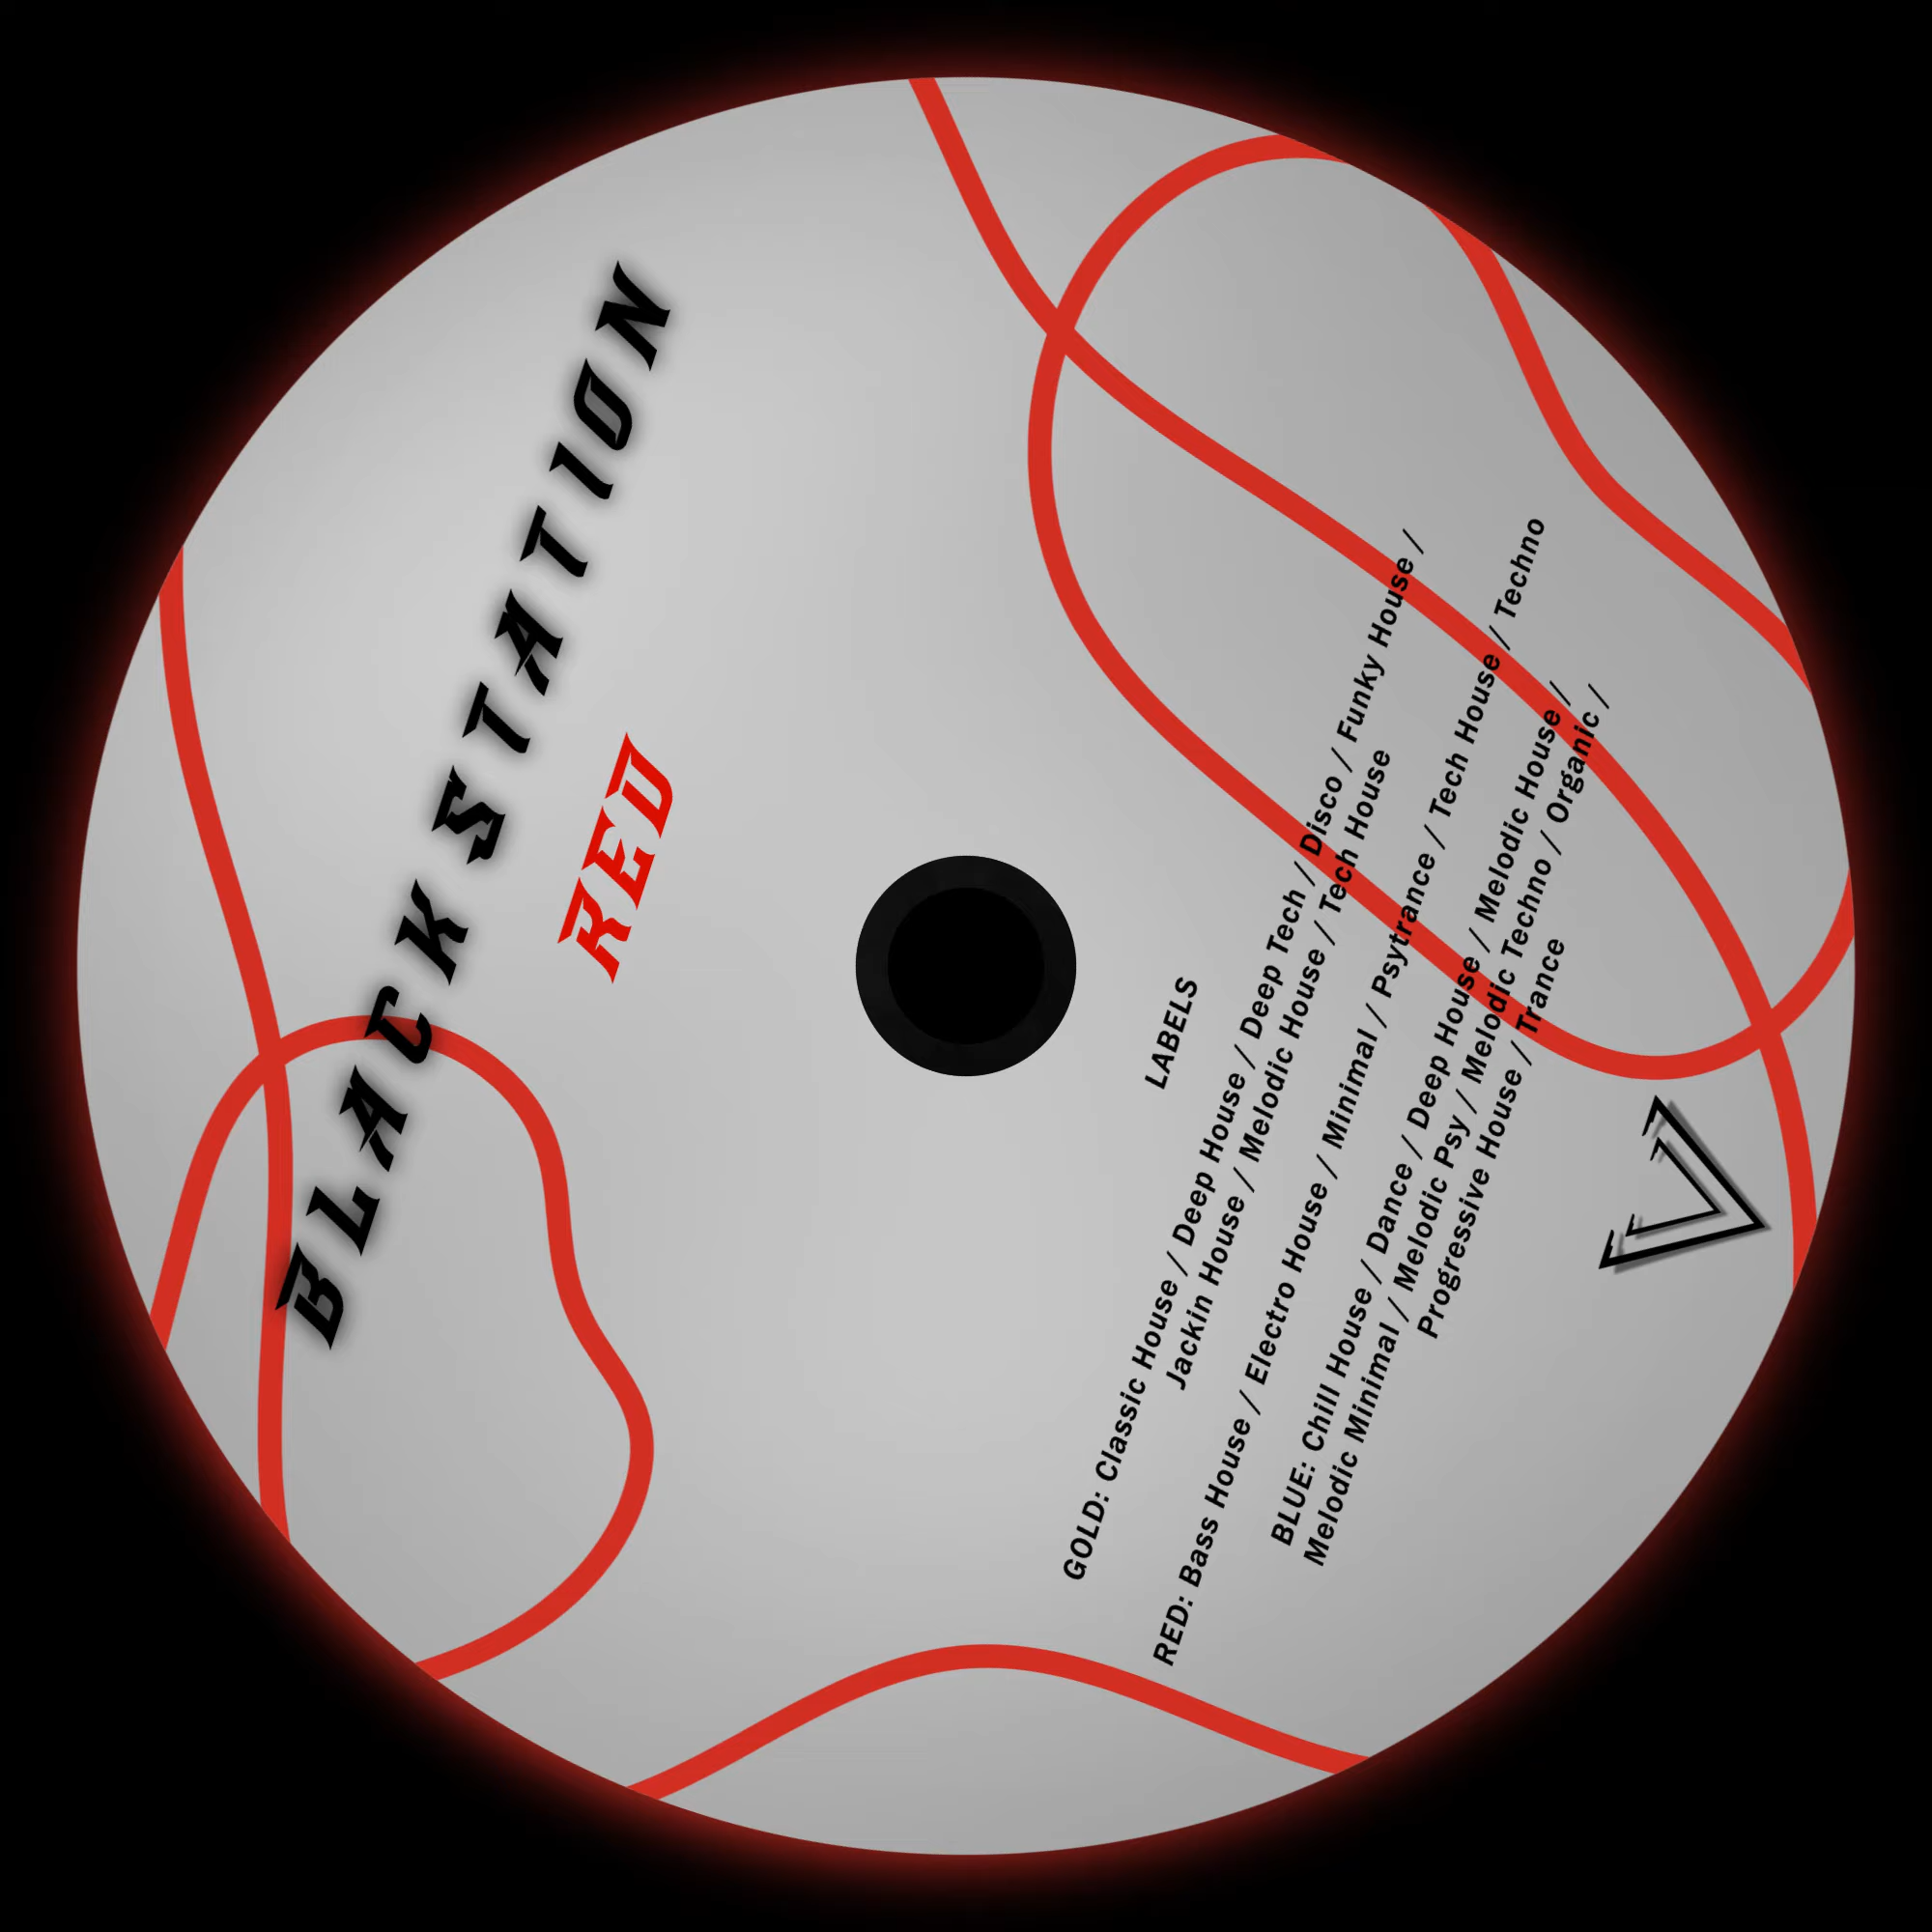 BLACK STATION
RED
LABELS
GOLD: Classic House / Deep House / Deep Tech / Disco / Funky House /
Jackin House / Melodic House / Tech House
RED: Bass House / Electro House / Minimal / Psytrance / Tech House / Techno
BLUE: Chill House / Dance / Deep House / Melodic House /
Melodic Minimal / Melodic Psy / Melodic Techno / Organic /
Progressive House / Trance